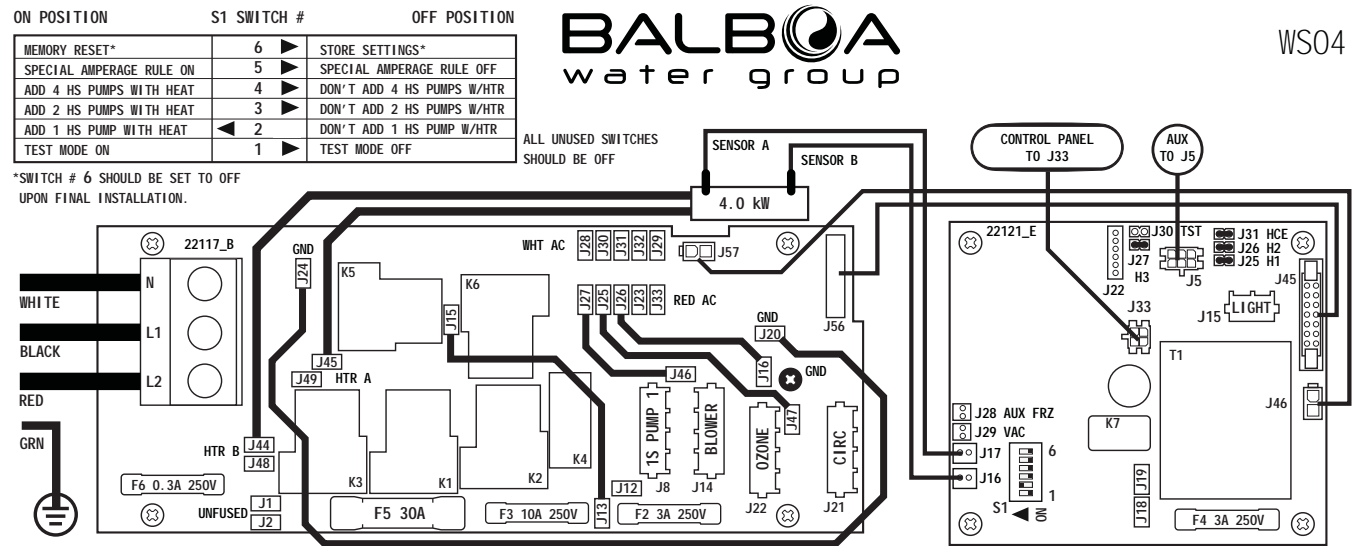 ON POSITION S1 SWITCH # OFF POSITION
MEMORY RESET* 6 STORE SETTINGS*
SPECIAL AMPERAGE RULE ON 5 SPECIAL AMPERAGE RULE OFF
ADD 4 HS PUMPS WITH HEAT 4 DON'T ADD 4 HS PUMPS W/HTR
ADD 2 HS PUMPS WITH HEAT 3 DON'T ADD 2 HS PUMPS W/HTR
ADD 1 HS PUMP WITH HEAT 2 DON'T ADD 1 HS PUMP W/HTR
TEST MODE ON 1 TEST MODE OFF
*SWITCH # 6 SHOULD BE SET TO OFF
UPON FINAL INSTALLATION.
BALBOA
water group
WS04
ALL UNUSED SWITCHES
SHOULD BE OFF
SENSOR A
SENSOR B
4.0 kW
CONTROL PANEL
TO J33
AUX
TO J5
22117_B
GND
J24
K5
K6
J15
WHT AC
J28
J30
J31
J32
J29
J57
J27
J25
J26
J23
J33
RED AC
J56
GND
J20
GND
J16
N
WHITE
L1
BLACK
L2
RED
GRN
J45
J49
HTR A
J46
J47
HTR B
J44
J48
K3
K1
K2
K4
1S PUMP 1
J8
BLOWER
J14
OZONE
J22
CIRC
J21
J12
J13
F6 0.3A 250V
UNFUSED
J1
J2
F5 30A
F3 10A 250V
F2 3A 250V
22121_E
J30 TST
J27
H3
J22
J5
J31 HCE
J26 H2
J25 H1
J45
J33
J15
LIGHT
T1
J46
K7
J28 AUX FRZ
J29 VAC
J17
J16
6
1
S1
ON
J19
J18
F4 3A 250V